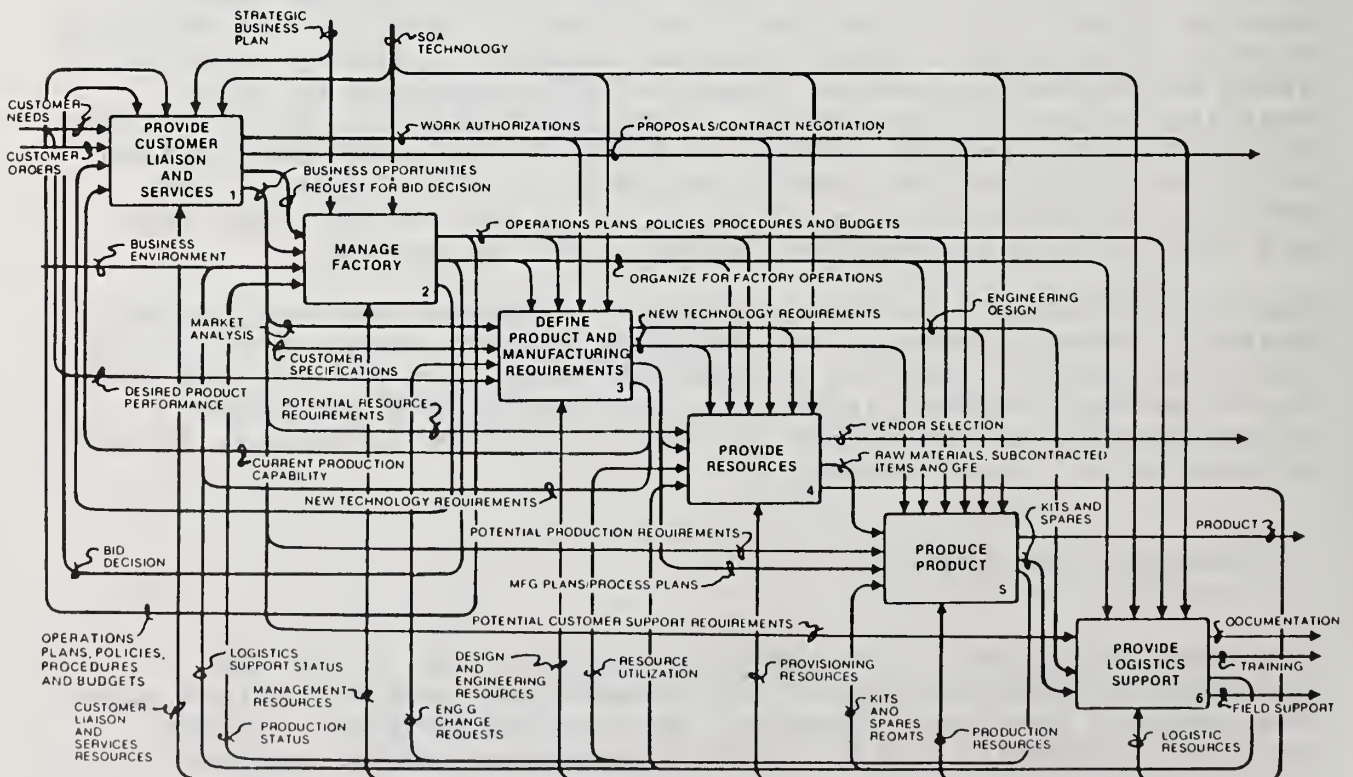 STRATEGIC
BUSINESS
PLAN
SOA
TECHNOLOGY
CUSTOMER
NEEDS
CUSTOMER
ORDERS
PROVIDE
CUSTOMER
LIAISON
AND
SERVICES
1
WORK AUTHORIZATIONS
PROPOSALS/CONTRACT NEGOTIATION
BUSINESS OPPORTUNITIES
REQUEST FOR BID DECISION
BUSINESS
ENVIRONMENT
MANAGE
FACTORY
2
OPERATIONS PLANS, POLICIES PROCEDURES AND BUDGETS
ORGANIZE FOR FACTORY OPERATIONS
ENGINEERING
DESIGN
MARKET
ANALYSIS
CUSTOMER
SPECIFICATIONS
DEFINE
PRODUCT AND
MANUFACTURING
REQUIREMENTS
3
NEW TECHNOLOGY REQUIREMENTS
DESIRED PRODUCT
PERFORMANCE
POTENTIAL RESOURCE
REQUIREMENTS
PROVIDE
RESOURCES
4
VENDOR SELECTION
RAW MATERIALS, SUBCONTRACTED
ITEMS AND GFE
CURRENT PRODUCTION
CAPABILITY
NEW TECHNOLOGY REQUIREMENTS
KITS AND
SPARES
PRODUCT
POTENTIAL PRODUCTION REQUIREMENTS
PRODUCE
PRODUCT
5
BID
DECISION
MFG PLANS/PROCESS PLANS
POTENTIAL CUSTOMER SUPPORT REQUIREMENTS
DOCUMENTATION
OPERATIONS
PLANS, POLICIES,
PROCEDURES
AND BUDGETS
LOGISTICS
SUPPORT STATUS
DESIGN
AND
ENGINEERING
RESOURCES
RESOURCE
UTILIZATION
PROVISIONING
RESOURCES
PROVIDE
LOGISTICS
SUPPORT
6
TRAINING
FIELD SUPPORT
CUSTOMER
LIAISON
AND
SERVICES
RESOURCES
MANAGEMENT
RESOURCES
PRODUCTION
STATUS
ENG G
CHANGE
REQUESTS
KITS
AND
SPARES
REQMTS
PRODUCTION
RESOURCES
LOGISTIC
RESOURCES